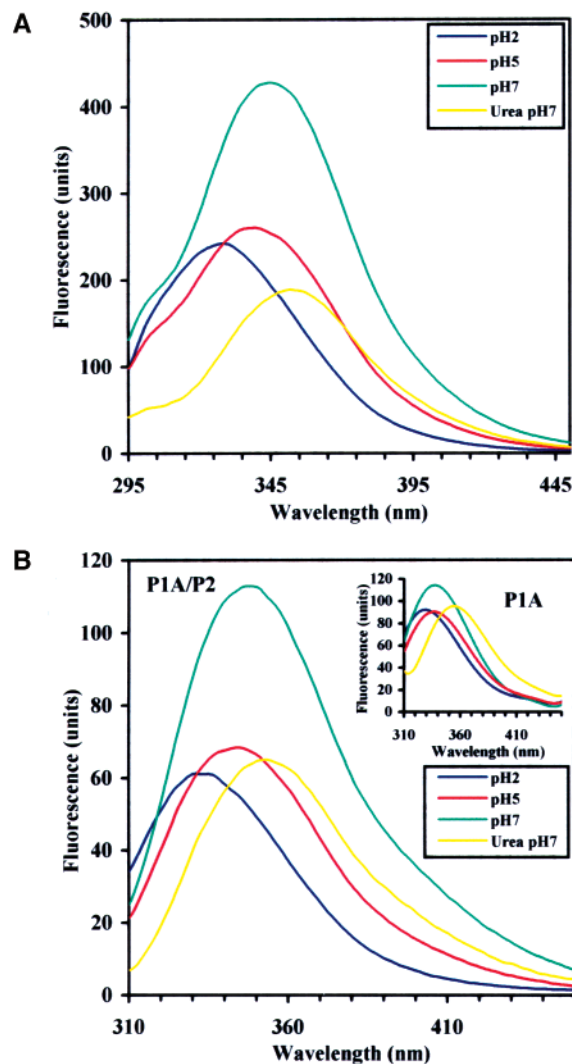 A
500
400
300
200
100
0
Fluorescence (units)
pH2
pH5
pH7
Urea pH7
295 345 395 445
Wavelength (nm)
B
P1A/P2
120
100
80
60
40
20
0
Fluorescence (units)
P1A
120
100
80
60
40
20
0
Fluorescence (units)
310 360 410
Wavelength (nm)
pH2
pH5
pH7
Urea pH7
310 360 410
Wavelength (nm)